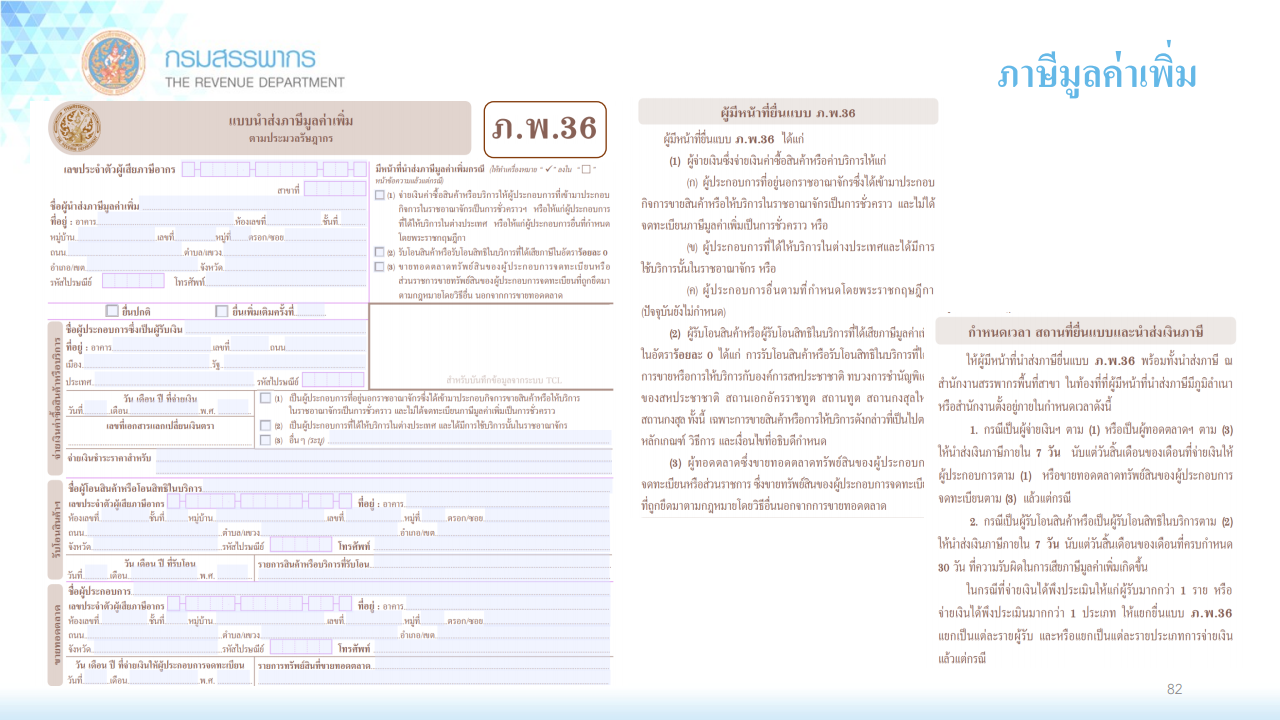 กรมสรรพากร
THE REVENUE DEPARTMENT
ภาษีมูลค่าเพิ่ม
แบบนำส่งภาษีมูลค่าเพิ่ม
ตามประมวลรัษฎากร
ภ.พ.36
เลขประจำตัวผู้เสียภาษีอากร
สาขาที่
ชื่อผู้นำส่งภาษีมูลค่าเพิ่ม
ที่อยู่ : อาคาร ห้องเลขที่ ชั้นที่
หมู่บ้าน เลขที่ หมู่ที่ ตรอก/ซอย
ถนน ตำบล/แขวง
อำเภอ/เขต จังหวัด
รหัสไปรษณีย์ โทรศัพท์
มีหน้าที่นำส่งภาษีมูลค่าเพิ่มกรณี (ให้ทำเครื่องหมาย "✓" ลงใน "☐"
หน้าข้อความแล้วแต่กรณี)
(1) จ่ายเงินค่าซื้อสินค้าหรือบริการให้ผู้ประกอบการที่เข้ามาประกอบ
กิจการในราชอาณาจักรเป็นการชั่วคราวฯ หรือให้แก่ผู้ประกอบการ
ที่ได้ให้บริการในต่างประเทศ หรือให้แก่ผู้ประกอบการอื่นที่กำหนด
โดยพระราชกฤษฎีกา
(2) รับโอนสินค้าหรือรับโอนสิทธิในบริการที่ได้เสียภาษีในอัตราร้อยละ 0
(3) ขายทอดตลาดทรัพย์สินของผู้ประกอบการจดทะเบียนหรือ
ส่วนราชการขายทรัพย์สินของผู้ประกอบการจดทะเบียนที่ถูกยึดมา
ตามกฎหมายโดยวิธีอื่น นอกจากการขายทอดตลาด
ยื่นปกติ ยื่นเพิ่มเติมครั้งที่
จ่ายเงินค่าซื้อสินค้าหรือบริการ
ชื่อผู้ประกอบการซึ่งเป็นผู้รับเงิน
ที่อยู่ : อาคาร เลขที่ ถนน
เมือง รัฐ
ประเทศ รหัสไปรษณีย์
สำหรับบันทึกข้อมูลจากระบบ TCL
วัน เดือน ปี ที่จ่ายเงิน
วันที่ เดือน พ.ศ.
เลขที่เอกสารแลกเปลี่ยนเงินตรา
(1) เป็นผู้ประกอบการที่อยู่นอกราชอาณาจักรซึ่งได้เข้ามาประกอบกิจการขายสินค้าหรือให้บริการ
ในราชอาณาจักรเป็นการชั่วคราว และไม่ได้จดทะเบียนภาษีมูลค่าเพิ่มเป็นการชั่วคราว
(2) เป็นผู้ประกอบการที่ได้ให้บริการในต่างประเทศ และได้มีการใช้บริการนั้นในราชอาณาจักร
(3) อื่น ๆ (ระบุ)
จ่ายเงินชำระราคาสำหรับ
รับโอนสินค้าฯ
ชื่อผู้โอนสินค้าหรือโอนสิทธิในบริการ
เลขประจำตัวผู้เสียภาษีอากร ที่อยู่ : อาคาร
ห้องเลขที่ ชั้นที่ หมู่บ้าน เลขที่ หมู่ที่ ตรอก/ซอย
ถนน ตำบล/แขวง อำเภอ/เขต
จังหวัด รหัสไปรษณีย์ โทรศัพท์
วัน เดือน ปี ที่รับโอน รายการสินค้าหรือบริการที่รับโอน
วันที่ เดือน พ.ศ.
ขายทอดตลาด
ชื่อผู้ประกอบการ
เลขประจำตัวผู้เสียภาษีอากร ที่อยู่ : อาคาร
ห้องเลขที่ ชั้นที่ หมู่บ้าน เลขที่ หมู่ที่ ตรอก/ซอย
ถนน ตำบล/แขวง อำเภอ/เขต
จังหวัด รหัสไปรษณีย์ โทรศัพท์
วัน เดือน ปี ที่จ่ายเงินให้ผู้ประกอบการจดทะเบียน รายการทรัพย์สินที่ขายทอดตลาด
วันที่ เดือน พ.ศ.
ผู้มีหน้าที่ยื่นแบบ ภ.พ.36
ผู้มีหน้าที่ยื่นแบบ ภ.พ.36 ได้แก่
(1) ผู้จ่ายเงินซึ่งจ่ายเงินค่าซื้อสินค้าหรือค่าบริการให้แก่
(ก) ผู้ประกอบการที่อยู่นอกราชอาณาจักรซึ่งได้เข้ามาประกอบ
กิจการขายสินค้าหรือให้บริการในราชอาณาจักรเป็นการชั่วคราว และไม่ได้
จดทะเบียนภาษีมูลค่าเพิ่มเป็นการชั่วคราว หรือ
(ข) ผู้ประกอบการที่ได้ให้บริการในต่างประเทศและได้มีการ
ใช้บริการนั้นในราชอาณาจักร หรือ
(ค) ผู้ประกอบการอื่นตามที่กำหนดโดยพระราชกฤษฎีกา
(ปัจจุบันยังไม่กำหนด)
(2) ผู้รับโอนสินค้าหรือผู้รับโอนสิทธิในบริการที่ได้เสียภาษีมูลค่าเ
ในอัตราร้อยละ 0 ได้แก่ การรับโอนสินค้าหรือรับโอนสิทธิในบริการที่ไ
การขายหรือการให้บริการกับองค์การสหประชาชาติ ทบวงการชำนัญพิเ
ของสหประชาชาติ สถานเอกอัครราชทูต สถานทูต สถานกงสุลให
สถานกงสุล ทั้งนี้ เฉพาะการขายสินค้าหรือการให้บริการดังกล่าวที่เป็นไปต
หลักเกณฑ์ วิธีการ และเงื่อนไขที่อธิบดีกำหนด
(3) ผู้ทอดตลาดซึ่งขายทอดตลาดทรัพย์สินของผู้ประกอบก
จดทะเบียนหรือส่วนราชการ ซึ่งขายทรัพย์สินของผู้ประกอบการจดทะเบี
ที่ถูกยึดมาตามกฎหมายโดยวิธีอื่นนอกจากการขายทอดตลาด
กำหนดเวลา สถานที่ยื่นแบบและนำส่งเงินภาษี
ให้ผู้มีหน้าที่นำส่งภาษียื่นแบบ ภ.พ.36 พร้อมทั้งนำส่งภาษี ณ
สำนักงานสรรพากรพื้นที่สาขา ในท้องที่ที่ผู้มีหน้าที่นำส่งภาษีมีภูมิลำเนา
หรือสำนักงานตั้งอยู่ภายในกำหนดเวลาดังนี้
1. กรณีเป็นผู้จ่ายเงินฯ ตาม (1) หรือเป็นผู้ทอดตลาดฯ ตาม (3)
ให้นำส่งเงินภาษีภายใน 7 วัน นับแต่วันสิ้นเดือนของเดือนที่จ่ายเงินให้
ผู้ประกอบการตาม (1) หรือขายทอดตลาดทรัพย์สินของผู้ประกอบการ
จดทะเบียนตาม (3) แล้วแต่กรณี
2. กรณีเป็นผู้รับโอนสินค้าหรือเป็นผู้รับโอนสิทธิในบริการตาม (2)
ให้นำส่งเงินภาษีภายใน 7 วัน นับแต่วันสิ้นเดือนของเดือนที่ครบกำหนด
30 วัน ที่ความรับผิดในการเสียภาษีมูลค่าเพิ่มเกิดขึ้น
ในกรณีที่จ่ายเงินได้พึงประเมินให้แก่ผู้รับมากกว่า 1 ราย หรือ
จ่ายเงินได้พึงประเมินมากกว่า 1 ประเภท ให้แยกยื่นแบบ ภ.พ.36
แยกเป็นแต่ละรายผู้รับ และหรือแยกเป็นแต่ละรายประเภทการจ่ายเงิน
แล้วแต่กรณี
82